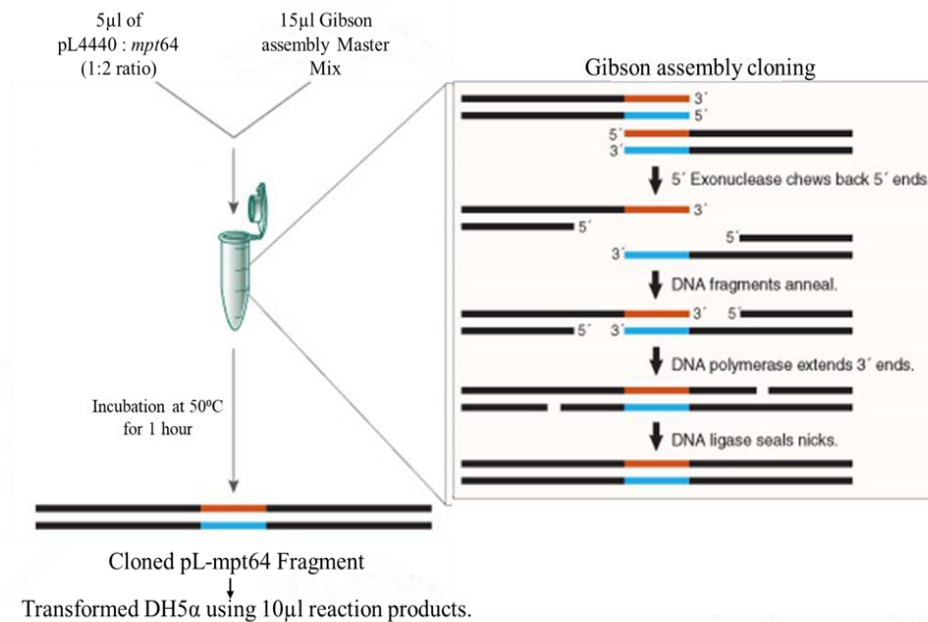 5µl of
pL4440 : mpt64
(1:2 ratio)
15µl Gibson
assembly Master
Mix
Gibson assembly cloning
3´
5´
5´
3´
5´ Exonuclease chews back 5´ ends
3´
5´
5´
3´
DNA fragments anneal.
3´ 5´
5´ 3´
DNA polymerase extends 3´ ends.
DNA ligase seals nicks.
Incubation at 50ºC
for 1 hour
Cloned pL-mpt64 Fragment
Transformed DH5α using 10µl reaction products.